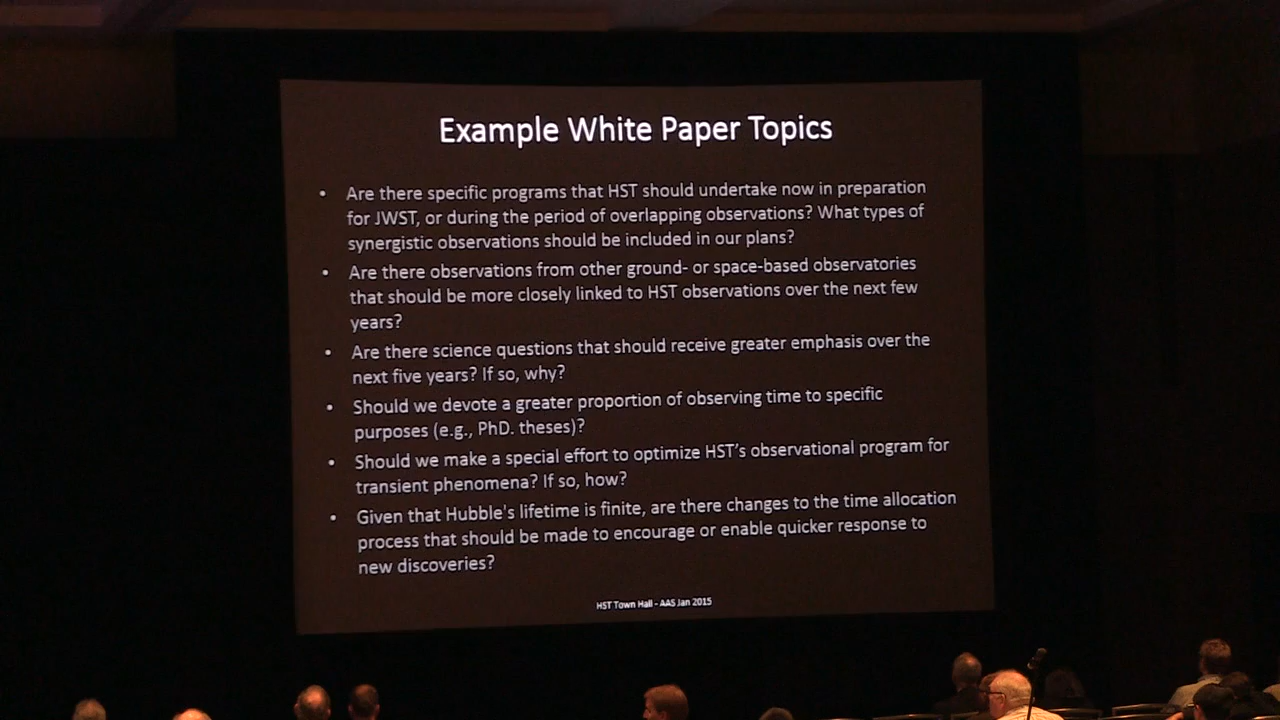 Example White Paper Topics
• Are there specific programs that HST should undertake now in preparation
for JWST, or during the period of overlapping observations? What types of
synergistic observations should be included in our plans?
• Are there observations from other ground- or space-based observatories
that should be more closely linked to HST observations over the next few
years?
• Are there science questions that should receive greater emphasis over the
next five years? If so, why?
• Should we devote a greater proportion of observing time to specific
purposes (e.g., PhD. theses)?
• Should we make a special effort to optimize HST’s observational program for
transient phenomena? If so, how?
• Given that Hubble's lifetime is finite, are there changes to the time allocation
process that should be made to encourage or enable quicker response to
new discoveries?
HST Town Hall - AAS Jan 2015